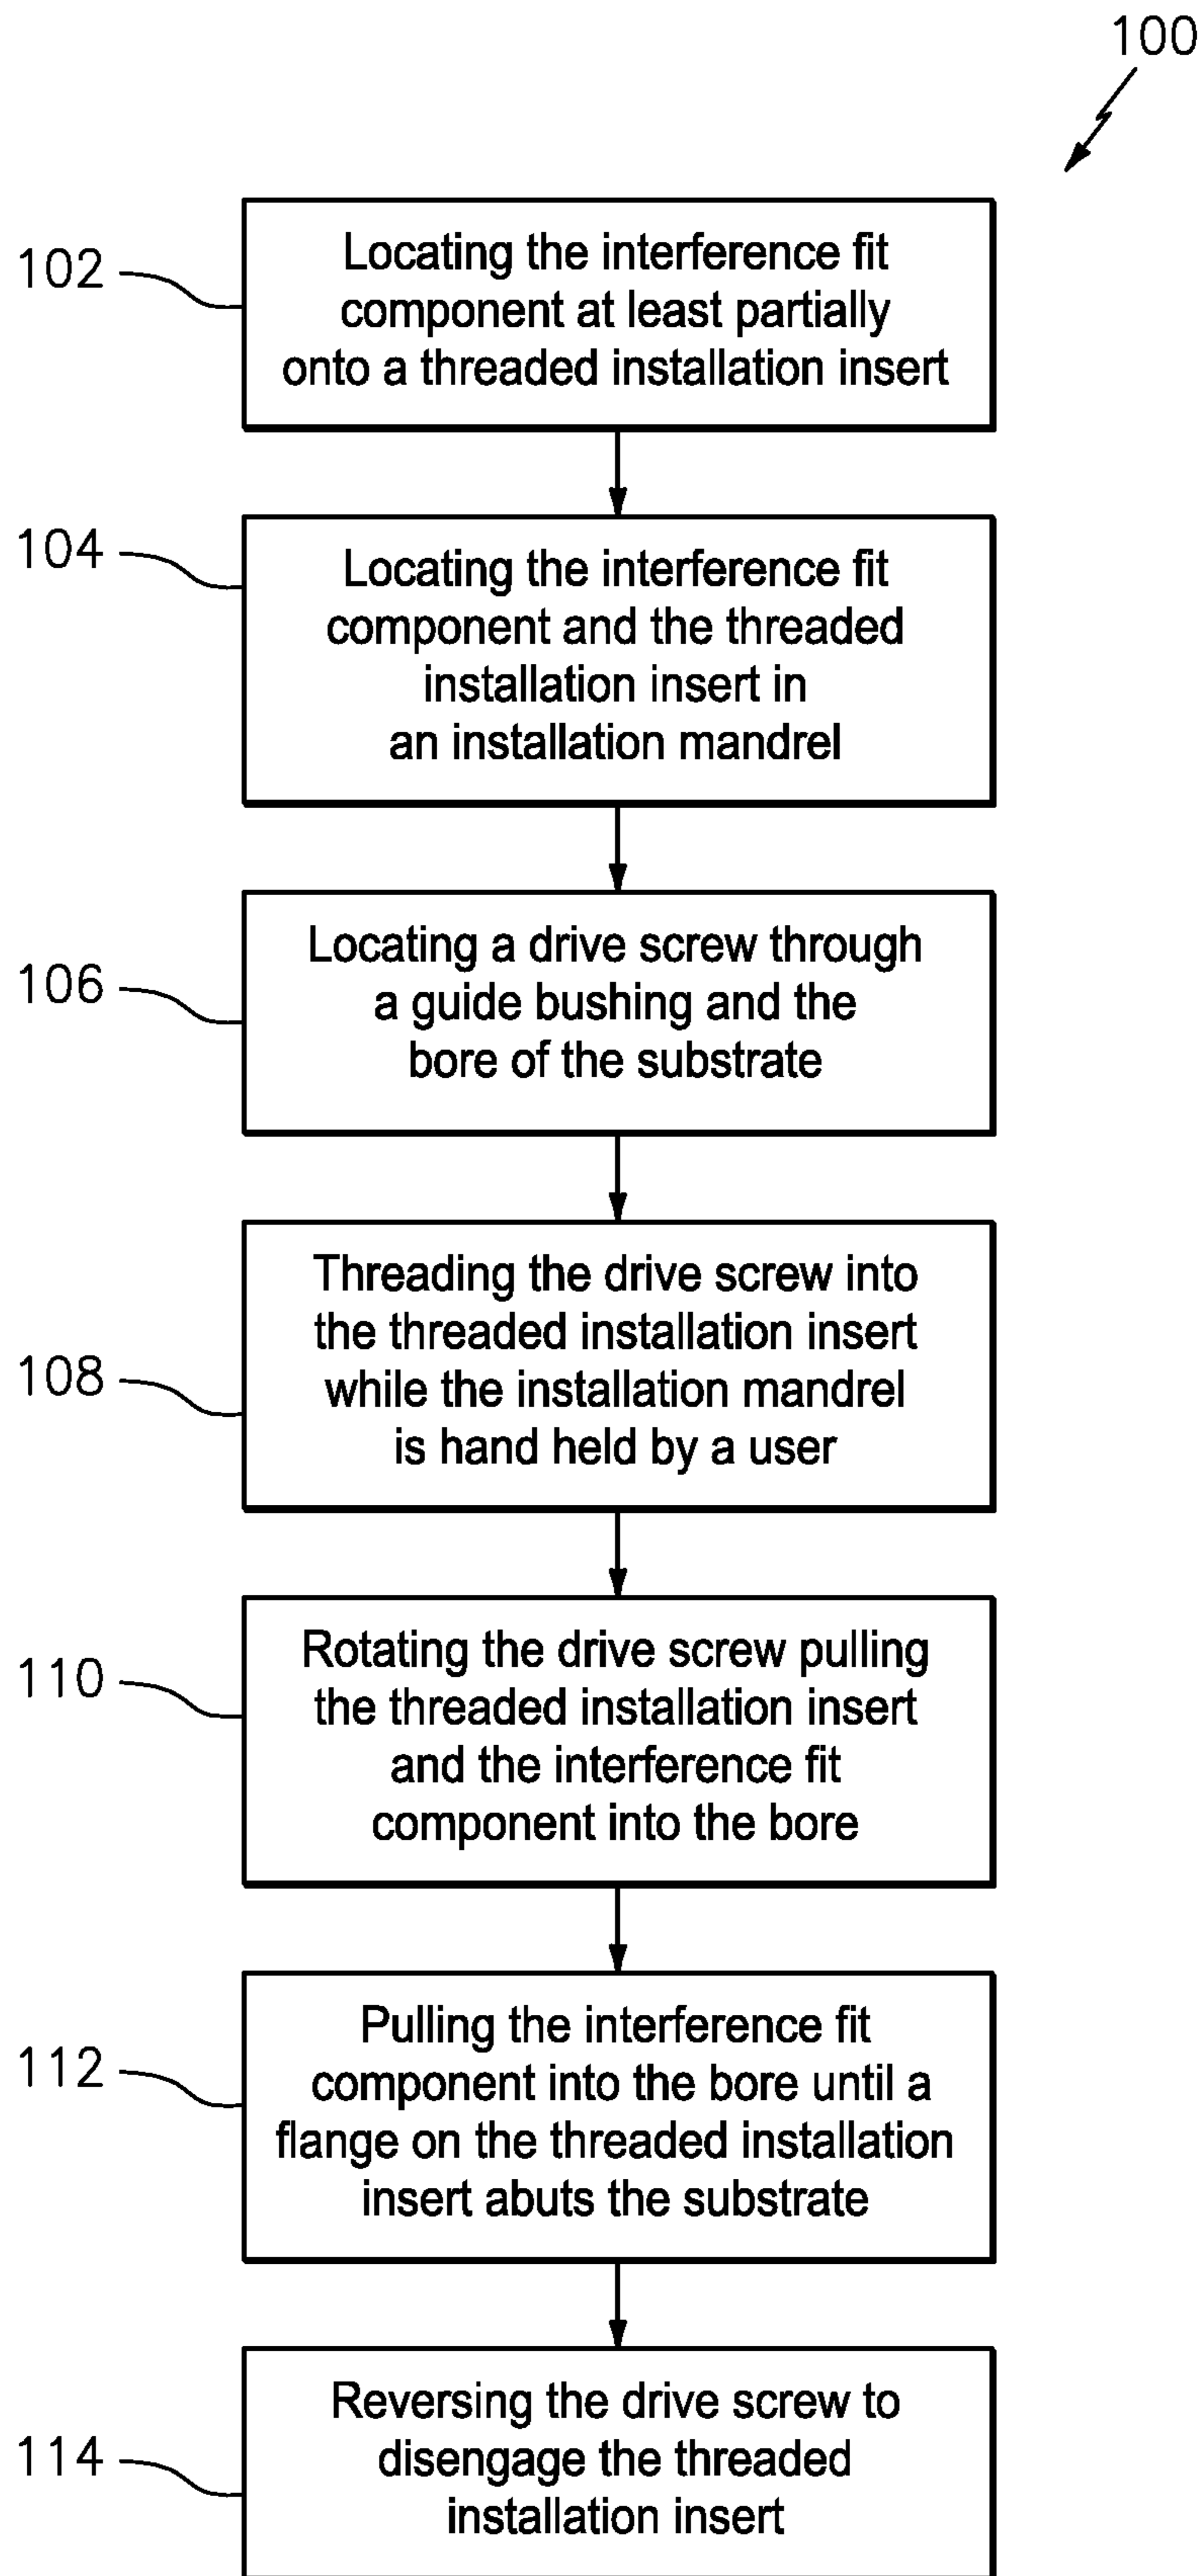 100
102
Locating the interference fit
component at least partially
onto a threaded installation insert
104
Locating the interference fit
component and the threaded
installation insert in
an installation mandrel
106
Locating a drive screw through
a guide bushing and the
bore of the substrate
108
Threading the drive screw into
the threaded installation insert
while the installation mandrel
is hand held by a user
110
Rotating the drive screw pulling
the threaded installation insert
and the interference fit
component into the bore
112
Pulling the interference fit
component into the bore until a
flange on the threaded installation
insert abuts the substrate
114
Reversing the drive screw to
disengage the threaded
installation insert